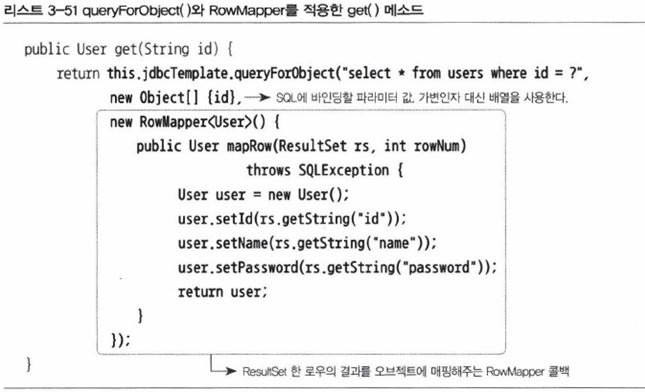 리스트 3-51 queryForObject()와 RowMapper를 적용한 get() 메소드
public User get(String id) {
return this.jdbcTemplate.queryForObject("select * from users where id = ?",
new Object[] {id}, SQL에 바인딩할 파라미터 값. 가변인자 대신 배열을 사용한다.
new RowMapper<User>() {
public User mapRow(ResultSet rs, int rowNum)
throws SQLException {
User user = new User();
user.setId(rs.getString("id"));
user.setName(rs.getString("name"));
user.setPassword(rs.getString("password"));
return user;
}
});
ResultSet 한 로우의 결과를 오브젝트에 매핑해주는 RowMapper 콜백
}